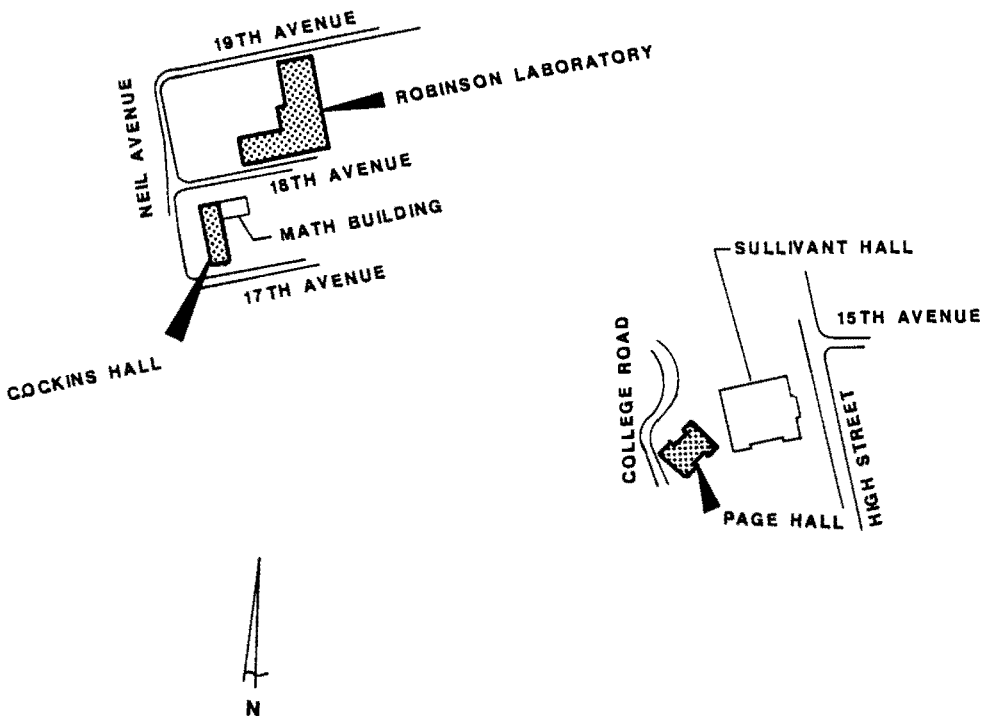 19TH AVENUE
ROBINSON LABORATORY
NEIL AVENUE
18TH AVENUE
MATH BUILDING
17TH AVENUE
COCKINS HALL
SULLIVANT HALL
15TH AVENUE
COLLEGE ROAD
HIGH STREET
PAGE HALL
N